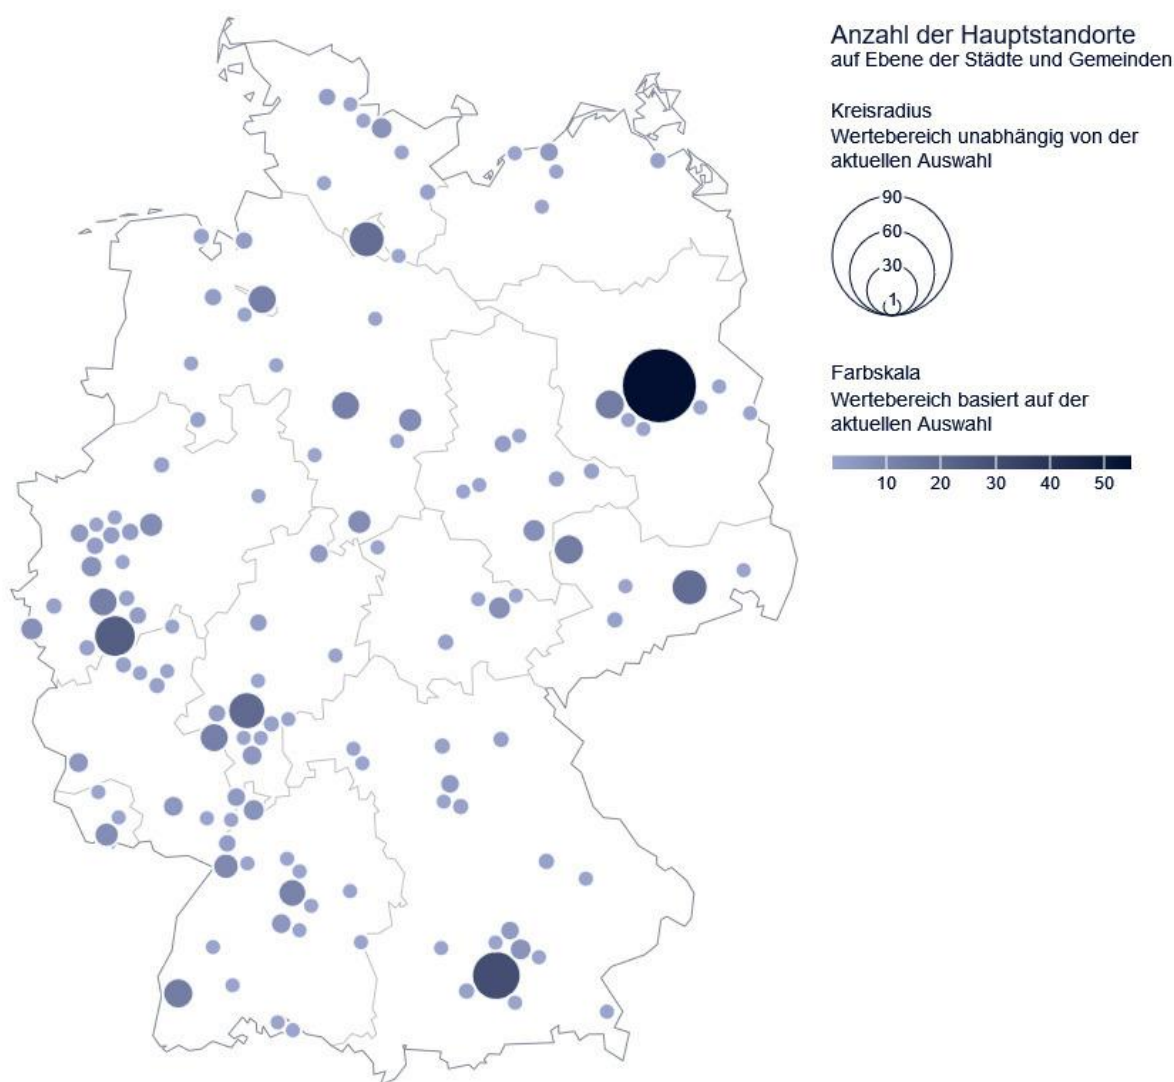 Anzahl der Hauptstandorte
auf Ebene der Städte und Gemeinden
Kreisradius
Wertebereich unabhängig von der
aktuellen Auswahl
90
60
30
1
Farbskala
Wertebereich basiert auf der
aktuellen Auswahl
10 20 30 40 50